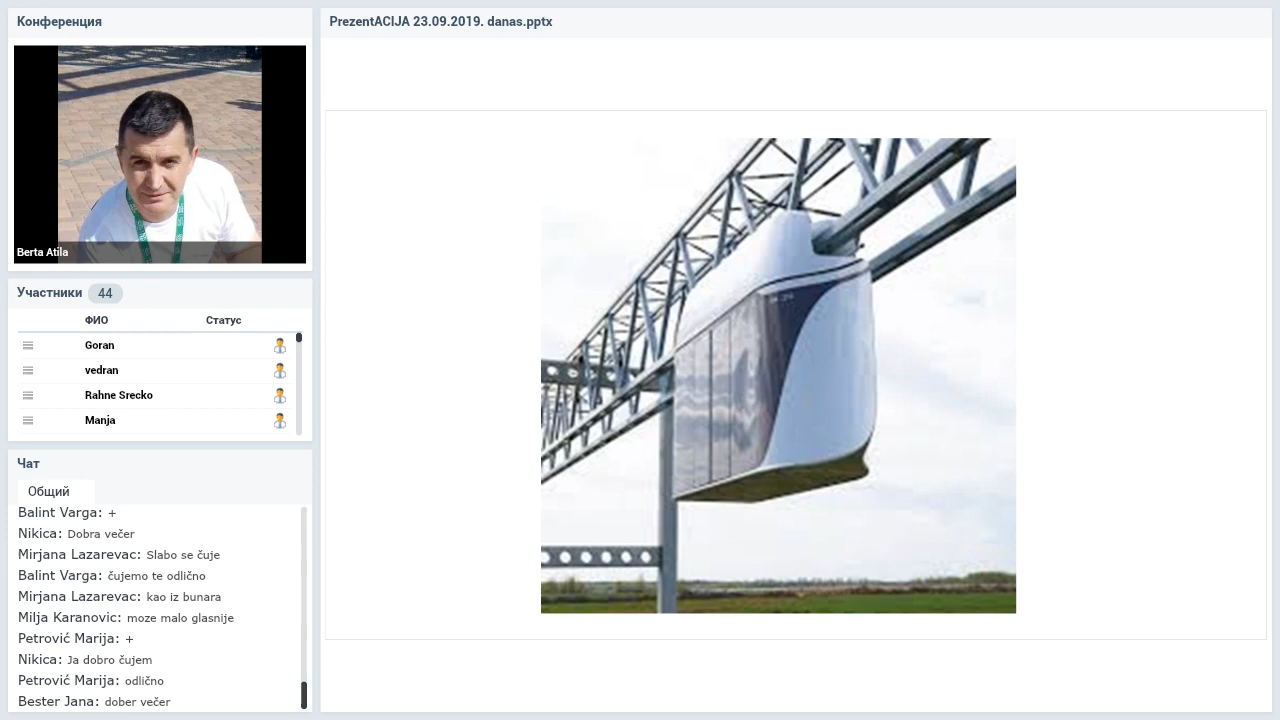 Конференция
Berta Atila
Участники 44
ФИО Статус
Goran
vedran
Rahne Srecko
Manja
Чат
Общий
Balint Varga: +
Nikica: Dobra večer
Mirjana Lazarevac: Slabo se čuje
Balint Varga: čujemo te odlično
Mirjana Lazarevac: kao iz bunara
Milja Karanovic: moze malo glasnije
Petrović Marija: +
Nikica: Ja dobro čujem
Petrović Marija: odlično
Bester Jana: dober večer
PrezentACIJA 23.09.2019. danas.pptx